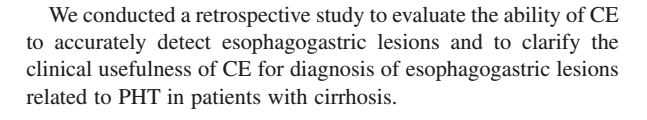 We conducted a retrospective study to evaluate the ability of CE
to accurately detect esophagogastric lesions and to clarify the
clinical usefulness of CE for diagnosis of esophagogastric lesions
related to PHT in patients with cirrhosis.